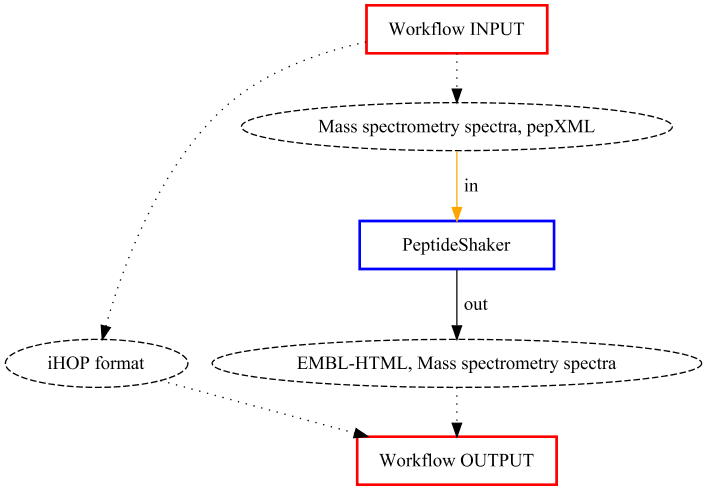 Workflow INPUT
Mass spectrometry spectra, pepXML
in
PeptideShaker
out
iHOP format
EMBL-HTML, Mass spectrometry spectra
Workflow OUTPUT